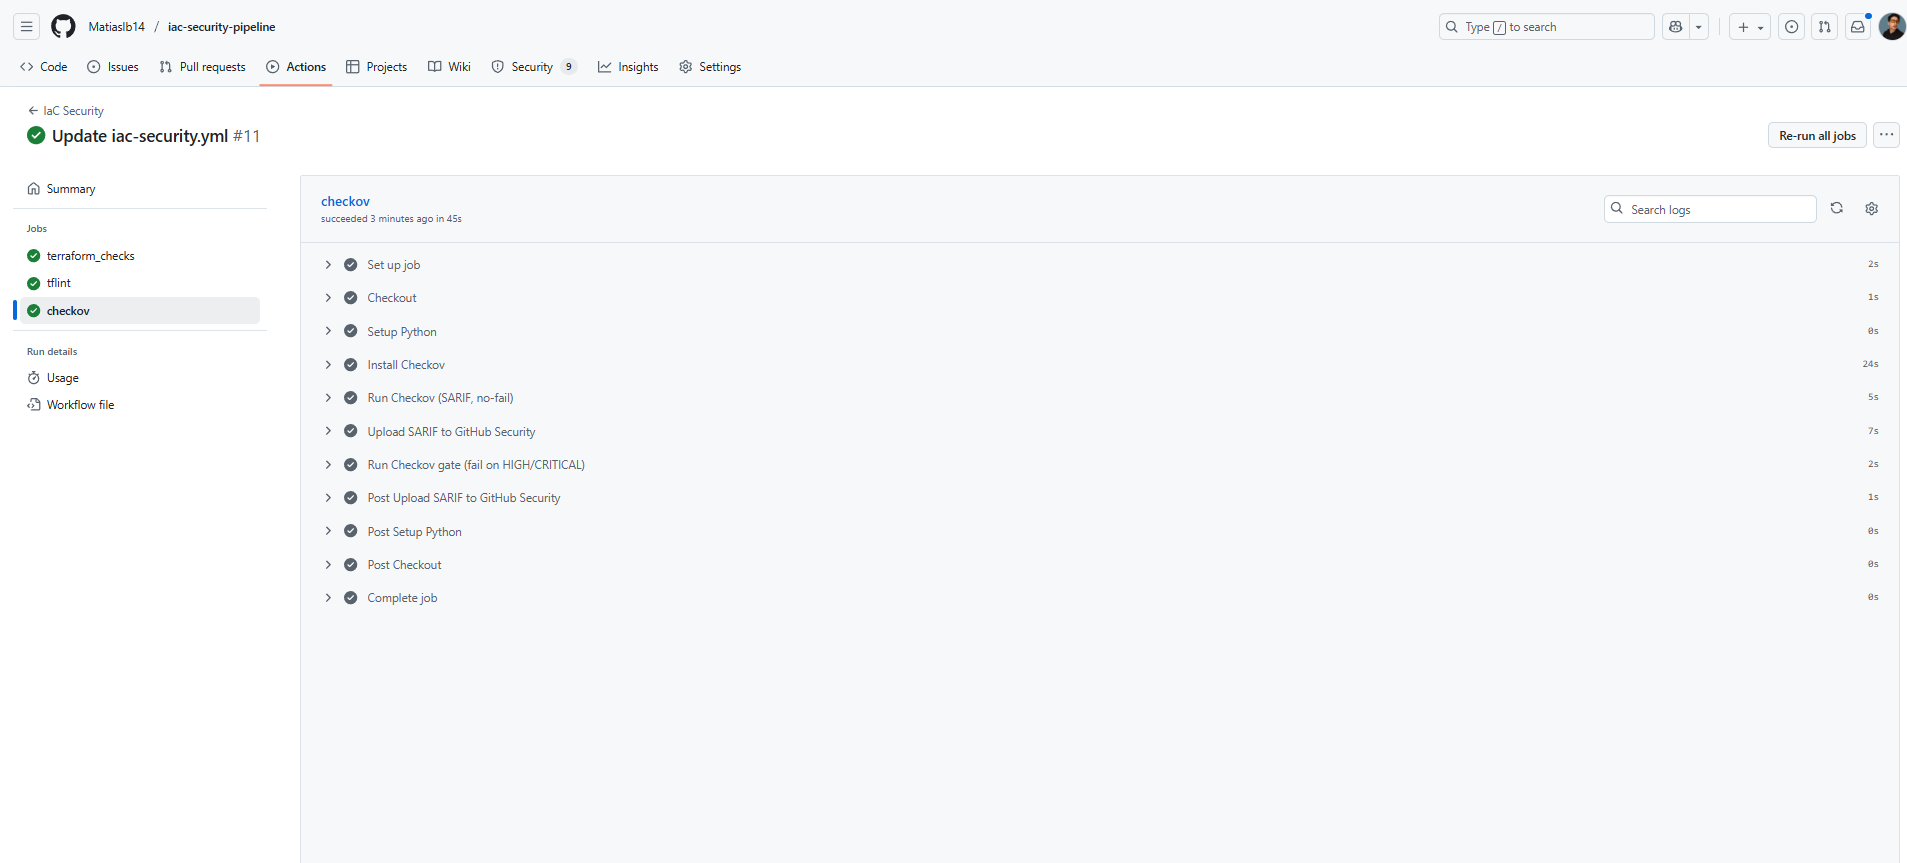 Matiaslb14 / iac-security-pipeline
Type / to search
Code Issues Pull requests Actions Projects Wiki Security 9 Insights Settings
IaC Security
Update iac-security.yml #11
Re-run all jobs
Summary
Jobs
terraform_checks
tflint
checkov
Run details
Usage
Workflow file
checkov
succeeded 3 minutes ago in 45s
Search logs
Set up job 2s
Checkout 1s
Setup Python 0s
Install Checkov 24s
Run Checkov (SARIF, no-fail) 5s
Upload SARIF to GitHub Security 7s
Run Checkov gate (fail on HIGH/CRITICAL) 2s
Post Upload SARIF to GitHub Security 1s
Post Setup Python 0s
Post Checkout 0s
Complete job 0s